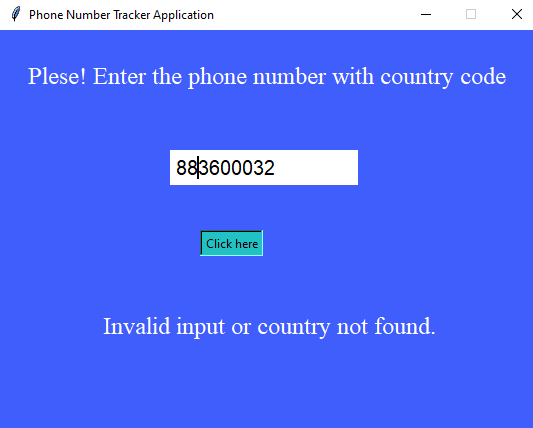 Phone Number Tracker Application
Plese! Enter the phone number with country code
883600032
Click here
Invalid input or country not found.